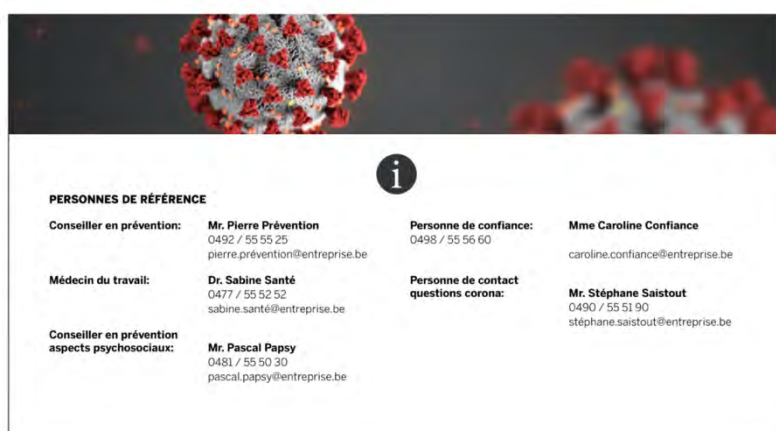 i
PERSONNES DE RÉFÉRENCE
Conseiller en prévention:
Mr. Pierre Prévention
0492 / 55 55 25
pierre.prévention@entreprise.be
Médecin du travail:
Dr. Sabine Santé
0477 / 55 52 52
sabine.santé@entreprise.be
Conseiller en prévention
aspects psychosociaux:
Mr. Pascal Papsy
0481 / 55 50 30
pascal.papsy@entreprise.be
Personne de confiance:
0498 / 55 56 60
Mme Caroline Confiance
caroline.confiance@entreprise.be
Personne de contact
questions corona:
Mr. Stéphane Saistout
0490 / 55 51 90
stéphane.saistout@entreprise.be